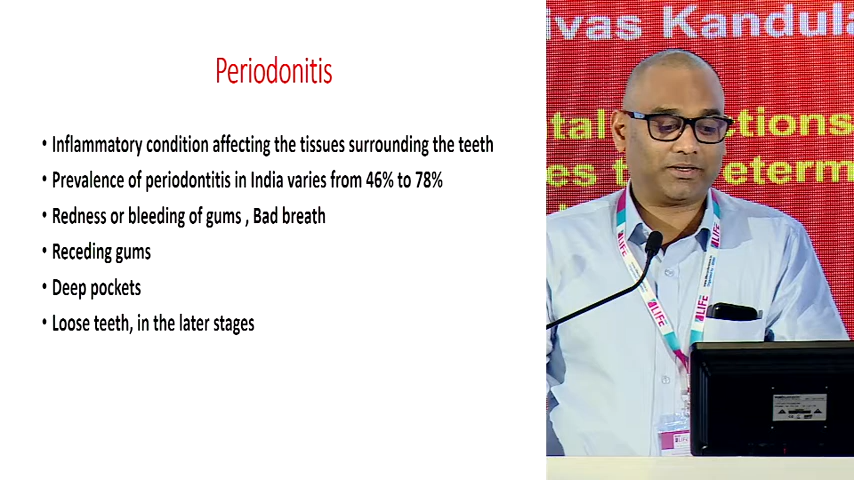 Periodonitis
• Inflammatory condition affecting the tissues surrounding the teeth
• Prevalence of periodontitis in India varies from 46% to 78%
• Redness or bleeding of gums , Bad breath
• Receding gums
• Deep pockets
• Loose teeth, in the later stages
ivas Kandula
tal
ctions
es t
eterm
LIFE
LIFE
LIFE
LIFE